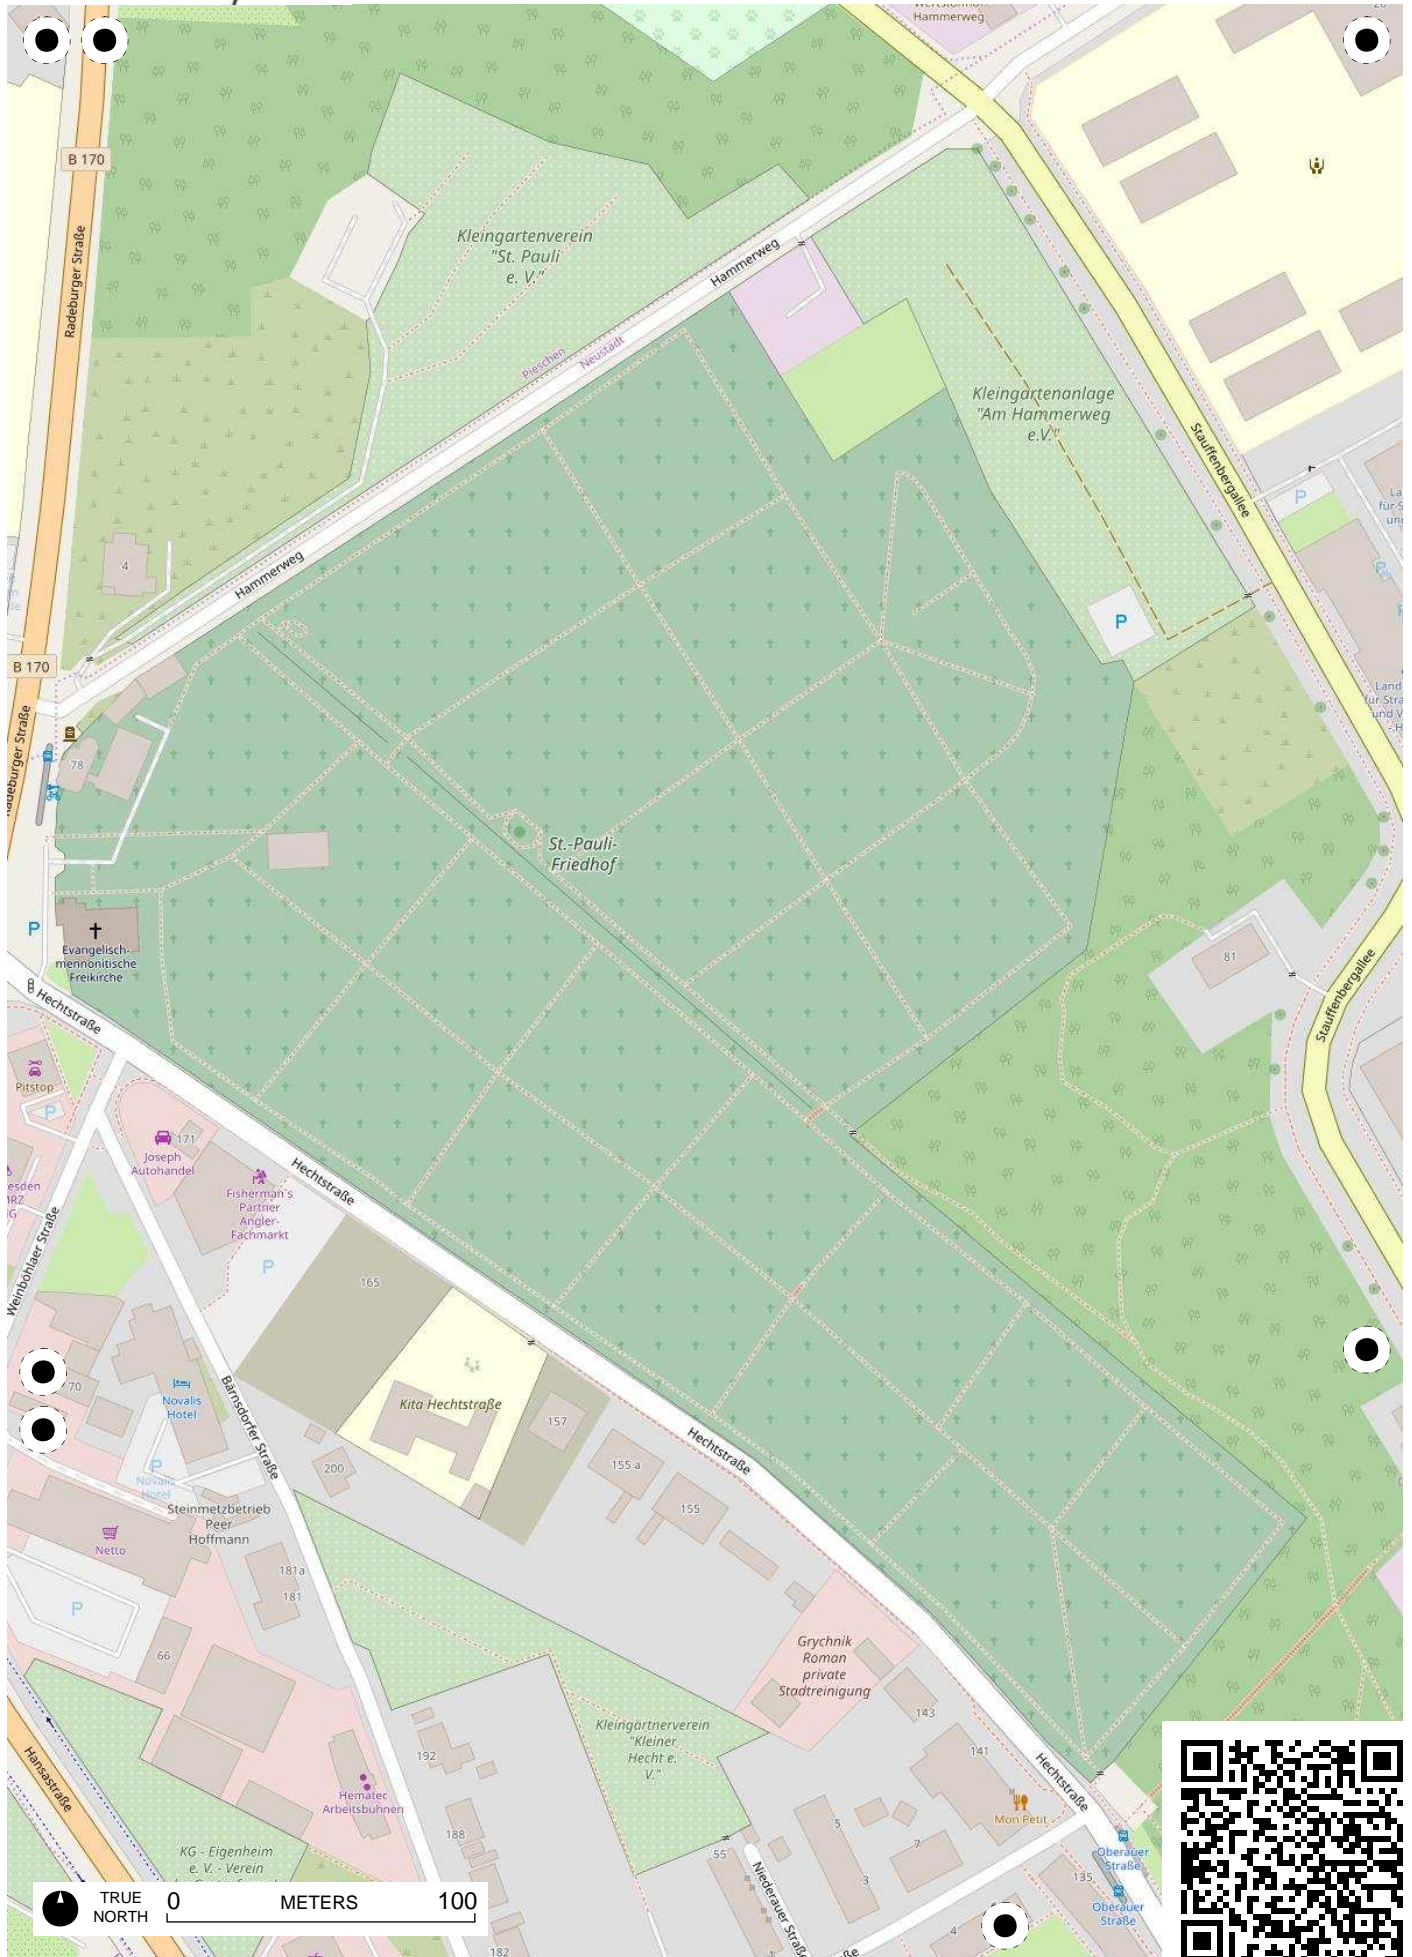 Hammerweg
B 170
Radeburger Straße
Kleingartenverein
"St. Pauli
e. V."
Hammerweg
Pieschen
Neustadt
Kleingartenanlage
"Am Hammerweg
e.V."
Stauffenbergallee
P
4
Hammerweg
P
B 170
Radeburger Straße
78
St.-Pauli-
Friedhof
P
Evangelisch-
mennonitische
Freikirche
81
Stauffenbergallee
Hechtstraße
Pitstop
P
171
Joseph
Autohandel
Fisherman's
Partner
Angler-
Fachmarkt
Hechtstraße
P
Weinböhlaer Straße
165
70
Novalis
Hotel
Bärnsdorfer Straße
Kita Hechtstraße
157
Hechtstraße
P
Novalis
Hotel
200
155 a
155
Steinmetzbetrieb
Peer
Hoffmann
Netto
181a
181
P
66
Grychnik
Roman
private
Stadtreinigung
143
Kleingärtnerverein
"Kleiner
Hecht e.
V."
141
Hechtstraße
192
Hansastraße
Hematec
Arbeitsbühnen
Mon Petit
188
5
7
KG - Eigenheim
e. V. - Verein
55
3
Oberauer
Straße
135
Niederauer Straße
Oberauer
Straße
4
182
TRUE
NORTH
0 METERS 100